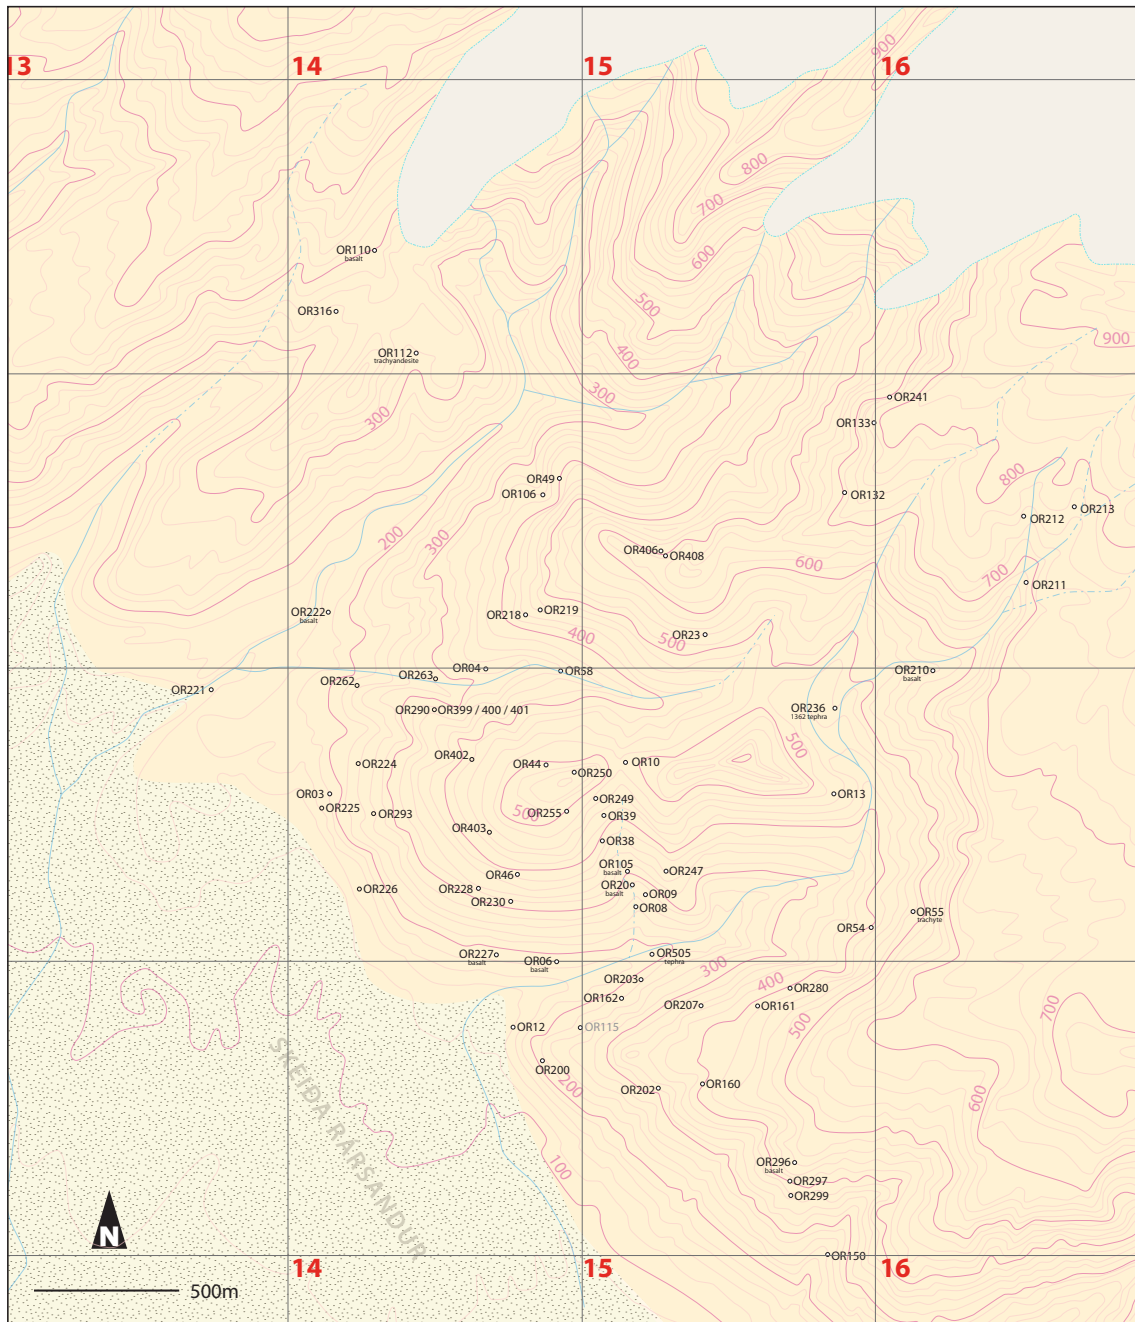 900
13
14
15
16
800
700
OR110
basalt
600
500
OR316
OR112
trachyandesite
400
900
300
300
OR241
OR133
OR49
OR106
OR132
800
OR213
OR212
200
300
OR406
OR408
600
700
OR211
OR222
basalt
OR218
OR219
400
500
OR23
OR04
OR58
OR210
basalt
OR263
OR262
OR221
OR290
OR399 / 400 / 401
OR236
1362 tephra
500
OR402
OR44
OR10
OR224
OR250
OR03
OR13
OR249
OR225
OR293
OR255
500
OR39
OR403
OR38
OR105
basalt
OR247
OR46
OR20
basalt
OR226
OR228
OR09
OR230
OR08
OR55
trachyte
OR54
OR227
basalt
OR06
basalt
OR505
tephra
300
OR203
400
OR280
OR162
OR207
OR161
700
500
OR12
OR115
SKEIDARÁRSANDUR
OR200
200
OR202
OR160
600
100
OR296
basalt
OR297
OR299
N
OR150
14
15
16
500m